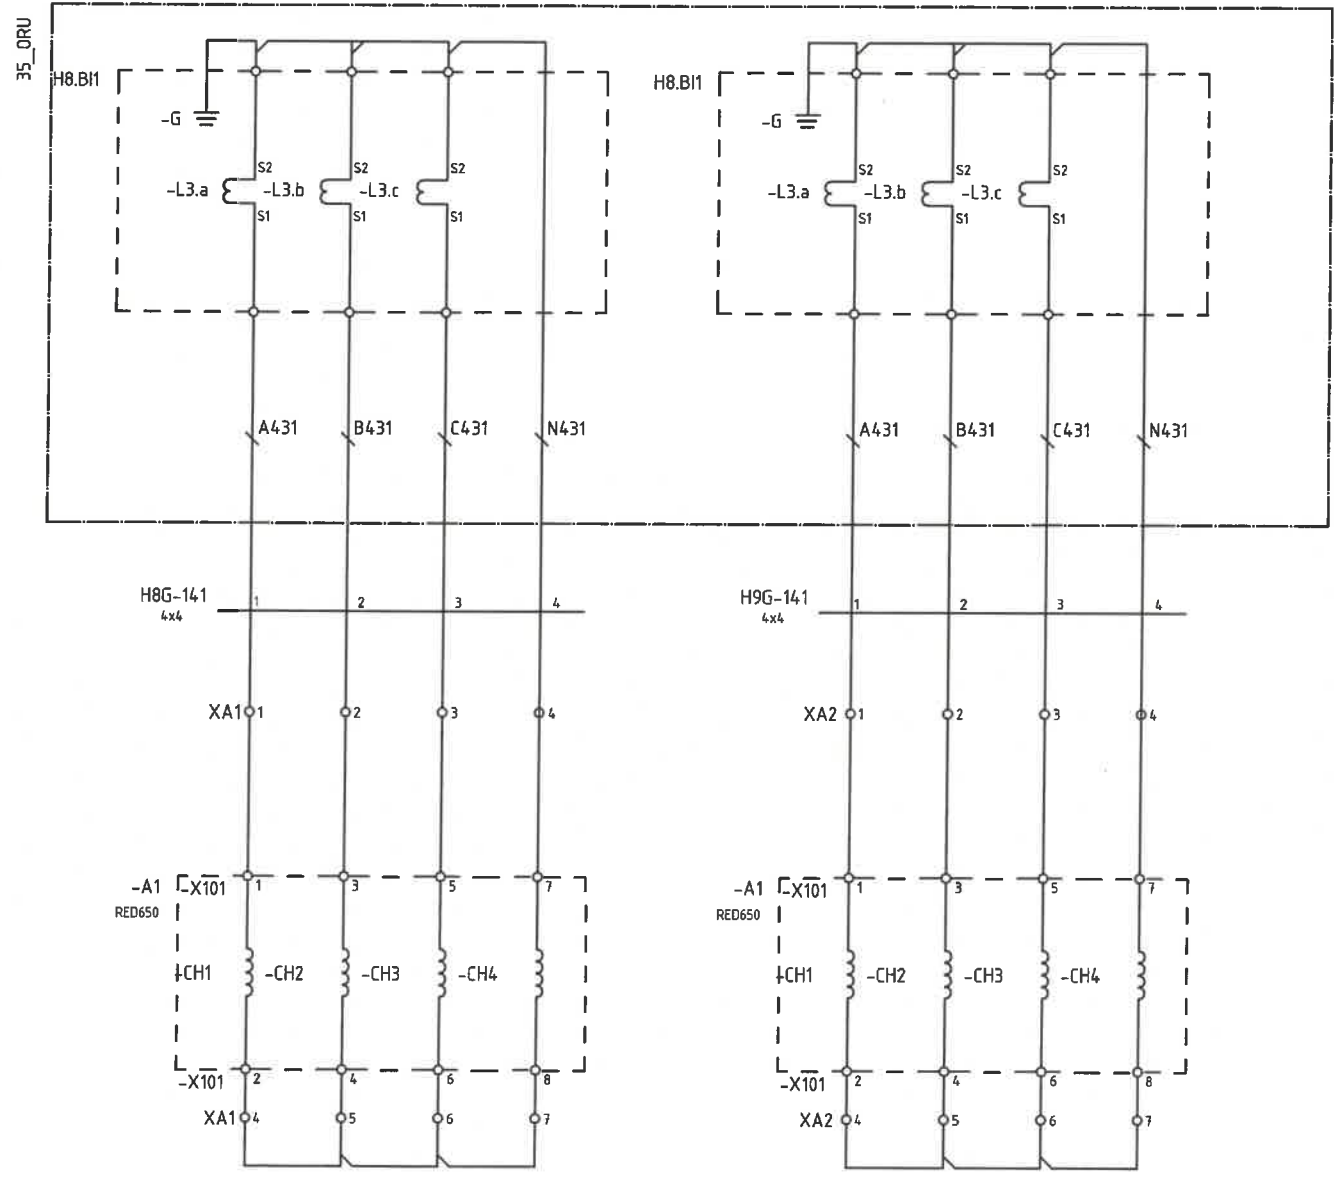 35_ORU
H8.BI1
H8.BI1
-G
-G
S2 S2 S2
S2 S2 S2
-L3.a -L3.b -L3.c
-L3.a -L3.b -L3.c
S1 S1 S1
S1 S1 S1
A431 B431 C431 N431
A431 B431 C431 N431
H8G-141 1 2 3 4
4x4
H9G-141 1 2 3 4
4x4
XA1 1 2 3 4
XA2 1 2 3 4
-A1 -X101 1 3 5 7
RED650
-A1 -X101 1 3 5 7
RED650
-CH1 -CH2 -CH3 -CH4
-CH1 -CH2 -CH3 -CH4
-X101 2 4 6 8
-X101 2 4 6 8
XA1 4 5 6 7
XA2 4 5 6 7